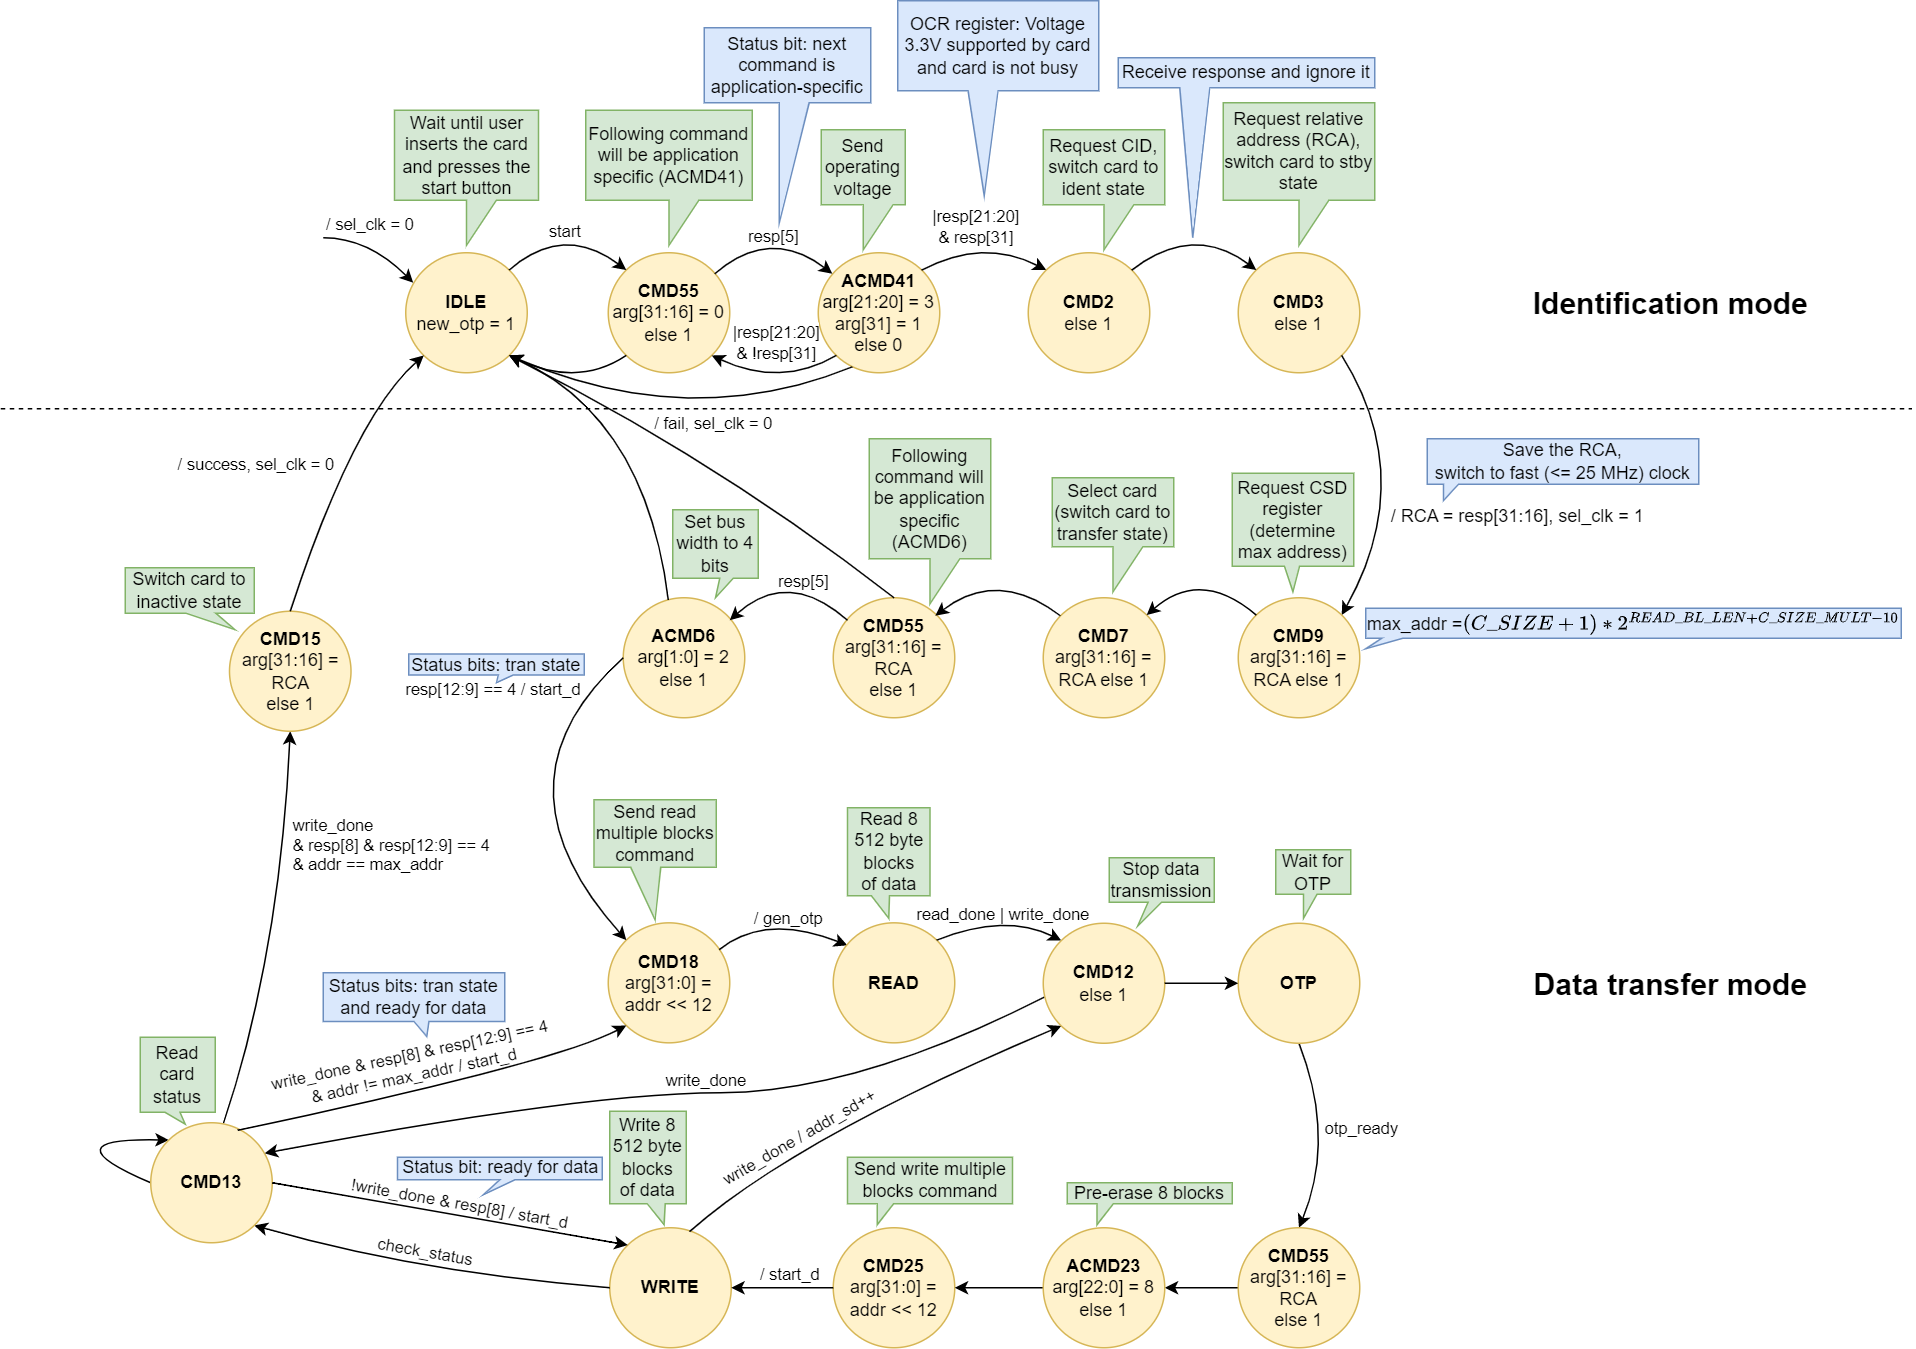 OCR register: Voltage
3.3V supported by card
and card is not busy
Status bit: next
command is
application-specific
Receive response and ignore it
Wait until user
inserts the card
and presses the
start button
Following command
will be application
specific (ACMD41)
Send
operating
voltage
Request CID,
switch card to
ident state
Request relative
address (RCA),
switch card to stby
state
/ sel_clk = 0
start
resp[5]
|resp[21:20]
& resp[31]
IDLE
new_otp = 1
CMD55
arg[31:16] = 0
else 1
ACMD41
arg[21:20] = 3
arg[31] = 1
else 0
|resp[21:20]
& !resp[31]
CMD2
else 1
CMD3
else 1
Identification mode
/ fail, sel_clk = 0
/ success, sel_clk = 0
Save the RCA,
switch to fast (<= 25 MHz) clock
/ RCA = resp[31:16], sel_clk = 1
Following
command will
be application
specific
(ACMD6)
Select card
(switch card to
transfer state)
Request CSD
register
(determine
max address)
Set bus
width to 4
bits
resp[5]
Switch card to
inactive state
CMD15
arg[31:16] =
RCA
else 1
ACMD6
arg[1:0] = 2
else 1
CMD55
arg[31:16] =
RCA
else 1
CMD7
arg[31:16] =
RCA else 1
CMD9
arg[31:16] =
RCA else 1
max_addr =(C_SIZE + 1) ∗ 2^{READ_BL_LEN+C_SIZE_MULT−10}
Status bits: tran state
resp[12:9] == 4 / start_d
write_done
& resp[8] & resp[12:9] == 4
& addr == max_addr
Send read
multiple blocks
command
Read 8
512 byte
blocks
of data
Stop data
transmission
Wait for
OTP
/ gen_otp
read_done | write_done
CMD18
arg[31:0] =
addr << 12
READ
CMD12
else 1
OTP
Data transfer mode
Status bits: tran state
and ready for data
write_done & resp[8] & resp[12:9] == 4
& addr != max_addr / start_d
Read
card
status
write_done
write_done / addr_sd++
otp_ready
Write 8
512 byte
blocks
of data
Status bit: ready for data
!write_done & resp[8] / start_d
CMD13
check_status
Send write multiple
blocks command
Pre-erase 8 blocks
WRITE
/ start_d
CMD25
arg[31:0] =
addr << 12
ACMD23
arg[22:0] = 8
else 1
CMD55
arg[31:16] =
RCA
else 1